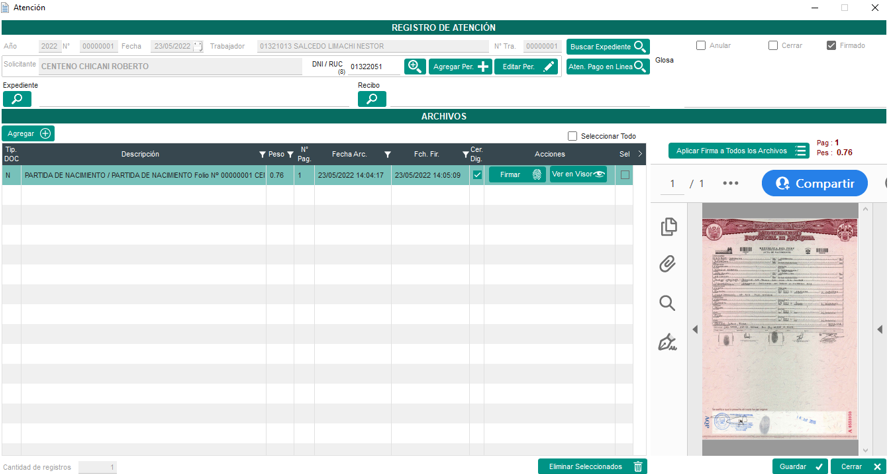 Atención
REGISTRO DE ATENCIÓN
Año 2022 N° 00000001 Fecha 23/05/2022 Trabajador 01321013 SALCEDO LIMACHI NESTOR N° Tra. 00000001 Buscar Expediente Anular Cerrar Firmado
Solicitante CENTENO CHICANI ROBERTO DNI / RUC (8) 01322051 Agregar Per. Editar Per. Aten. Pago en Linea Glosa
Expediente Recibo
ARCHIVOS
Agregar Seleccionar Todo
Tip. DOC Descripción Peso N° Pag. Fecha Arc. Fch. Fir. Cer. Dig. Acciones Sel
N PARTIDA DE NACIMIENTO / PARTIDA DE NACIMIENTO Folio Nº 00000001 CEI 0.76 1 23/05/2022 14:04:17 23/05/2022 14:05:09 Firmar Ver en Visor
Aplicar Firma a Todos los Archivos Pag : 1
Pes : 0.76
1 / 1 ••• Compartir
Cantidad de registros 1 Eliminar Seleccionados Guardar Cerrar